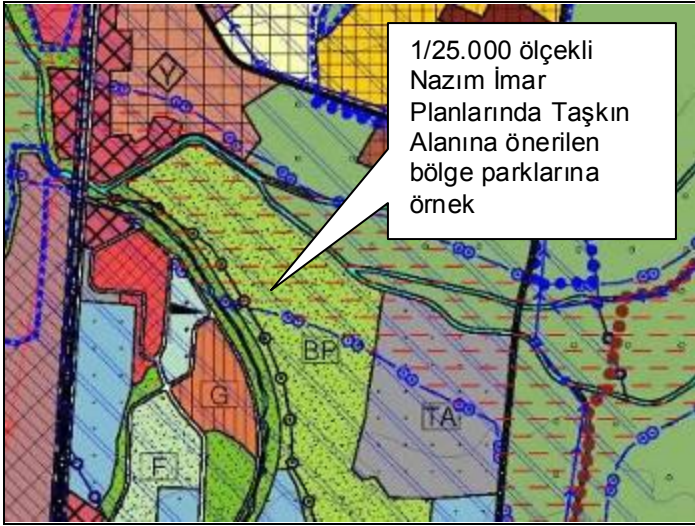 1/25.000 ölçekli
Nazım İmar
Planlarında Taşkın
Alanına önerilen
bölge parklarına
örnek
Y
BP
G
TA
F